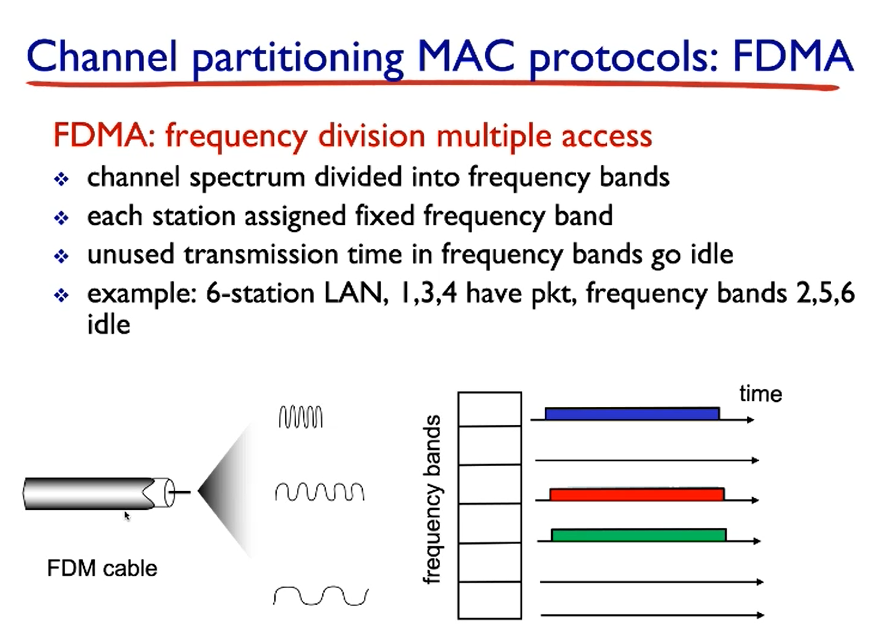 Channel partitioning MAC protocols: FDMA
FDMA: frequency division multiple access
❖ channel spectrum divided into frequency bands
❖ each station assigned fixed frequency band
❖ unused transmission time in frequency bands go idle
❖ example: 6-station LAN, 1,3,4 have pkt, frequency bands 2,5,6
idle
time
frequency bands
FDM cable